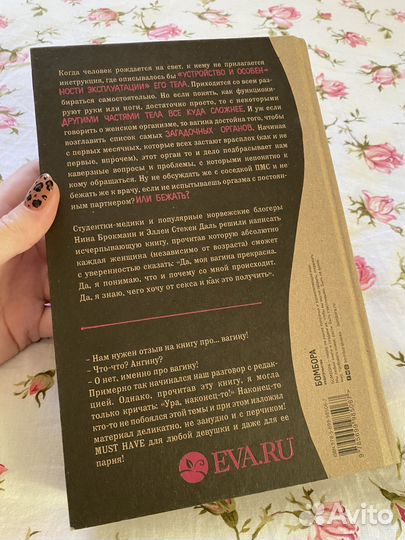 Когда человек рождается на свет, к нему не прилагается
инструкция, где описывалось бы «УСТРОЙСТВО И ОСОБЕН-
НОСТИ ЭКСПЛУАТАЦИИ» ЕГО ТЕЛА. Приходится со всем раз-
бираться самостоятельно. Но если понять, как функциони-
руют руки или ноги, достаточно просто, то с некоторыми
ДРУГИМИ ЧАСТЯМИ ТЕЛА ВСЕ КУДА СЛОЖНЕЕ. И уж если
говорить о женском организме, то вагина достойна того, чтобы
возглавить список самых ЗАГАДОЧНЫХ ОРГАНОВ. Начиная
с первых месячных, которые всех застают врасплох (как и не
первые, впрочем), этот орган то и дело подбрасывает нам
каверзные вопросы и проблемы, с которыми непонятно к
кому обращаться. Ну не обсуждать же с соседкой ПМС и не
бежать же к врачу, если не испытываешь оргазма с постоян-
ным партнером? ИЛИ БЕЖАТЬ?
Студентки-медики и популярные норвежские блогеры
Нина Брокманн и Эллен Стекен Даль решили написать
исчерпывающую книгу, прочитав которую абсолютно
каждая женщина (независимо от возраста) сможет
с уверенностью сказать: «Да, моя вагина прекрасна.
Да, я понимаю, что и почему со мной происходит.
Да, я знаю, чего хочу от секса и как это получить».
– Нам нужен отзыв на книгу про... вагину!
– Что-что? Ангину?
– О нет, именно про вагину!
Примерно так начинался наш разговор с редак-
цией. Однако, прочитав эту книгу, я могла
только кричать: «Ура, наконец-то!» Наконец-то
кто-то не побоялся этой темы и при этом изложил
материал деликатно, не занудно и с перчиком!
MUST HAVE для любой девушки и даже для ее
парня!
EVA.RU
БОМБОРА
Avito